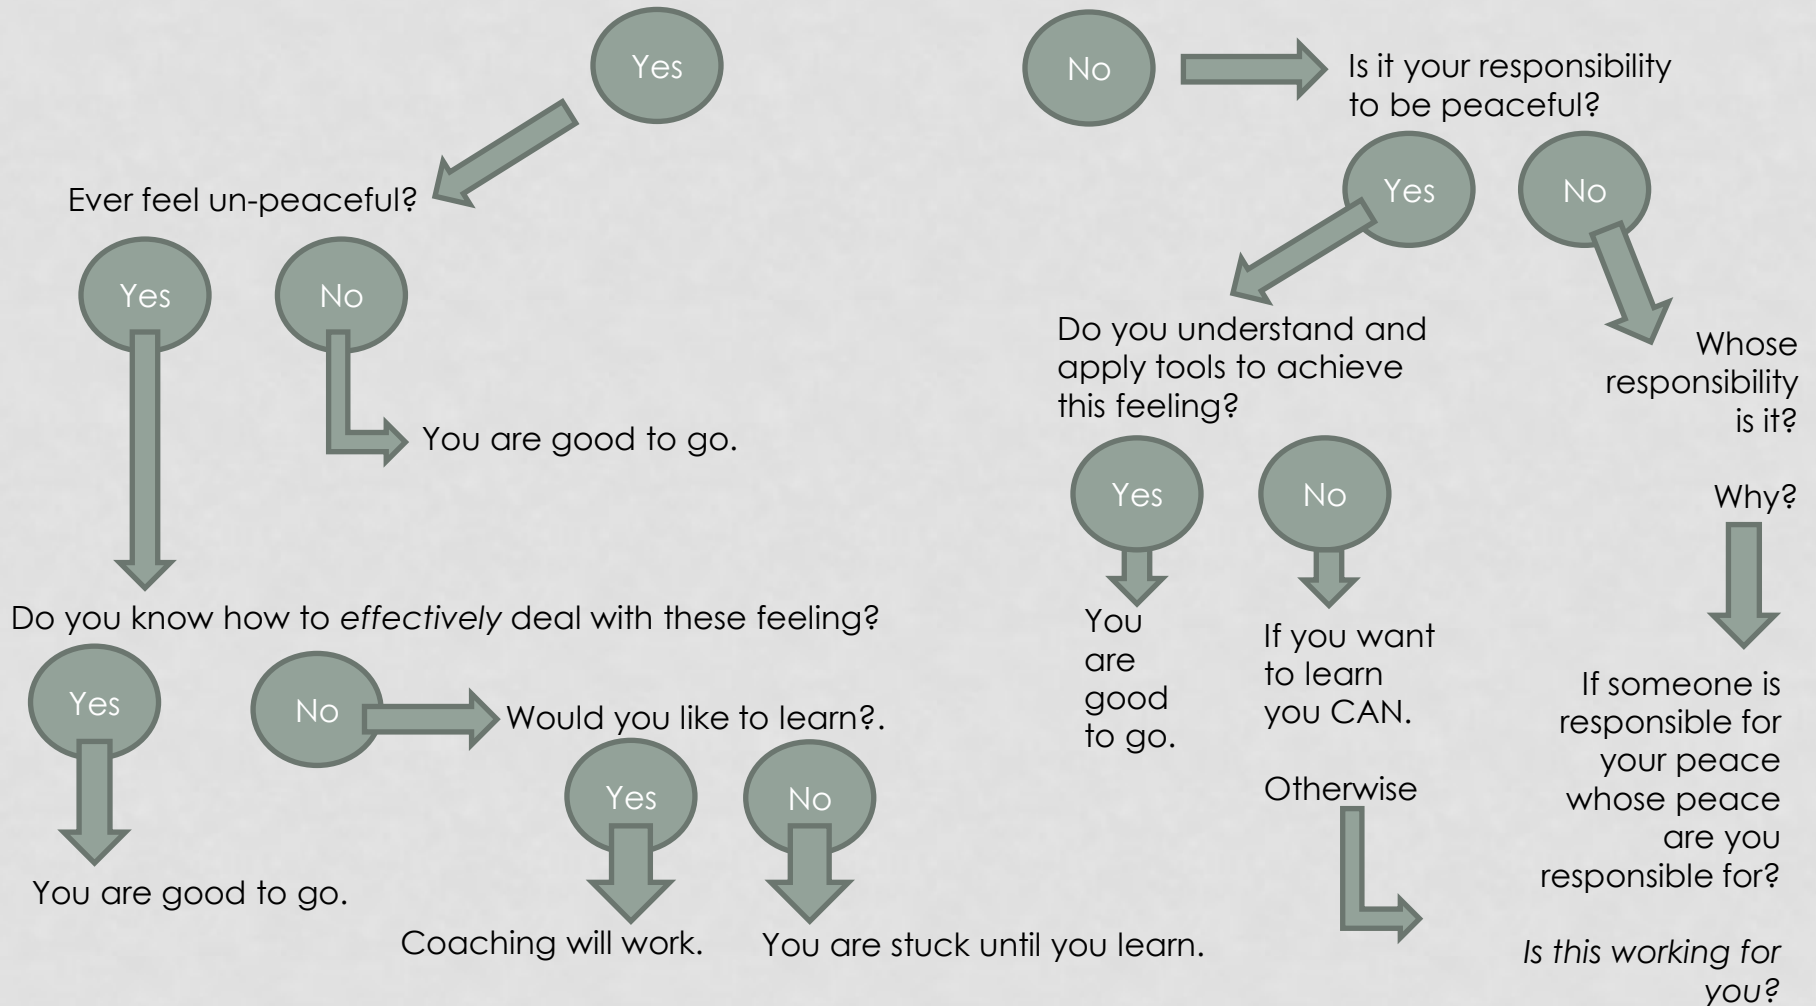 Yes
Ever feel un-peaceful?
Yes
No
You are good to go.
Do you know how to effectively deal with these feeling?
Yes
No
Would you like to learn?.
Yes
No
You are good to go.
Coaching will work.
You are stuck until you learn.
No
Is it your responsibility
to be peaceful?
Yes
No
Do you understand and
apply tools to achieve
this feeling?
Yes
No
You
are
good
to go.
If you want
to learn
you CAN.
Otherwise
Whose
responsibility
is it?
Why?
If someone is
responsible for
your peace
whose peace
are you
responsible for?
Is this working for
you?